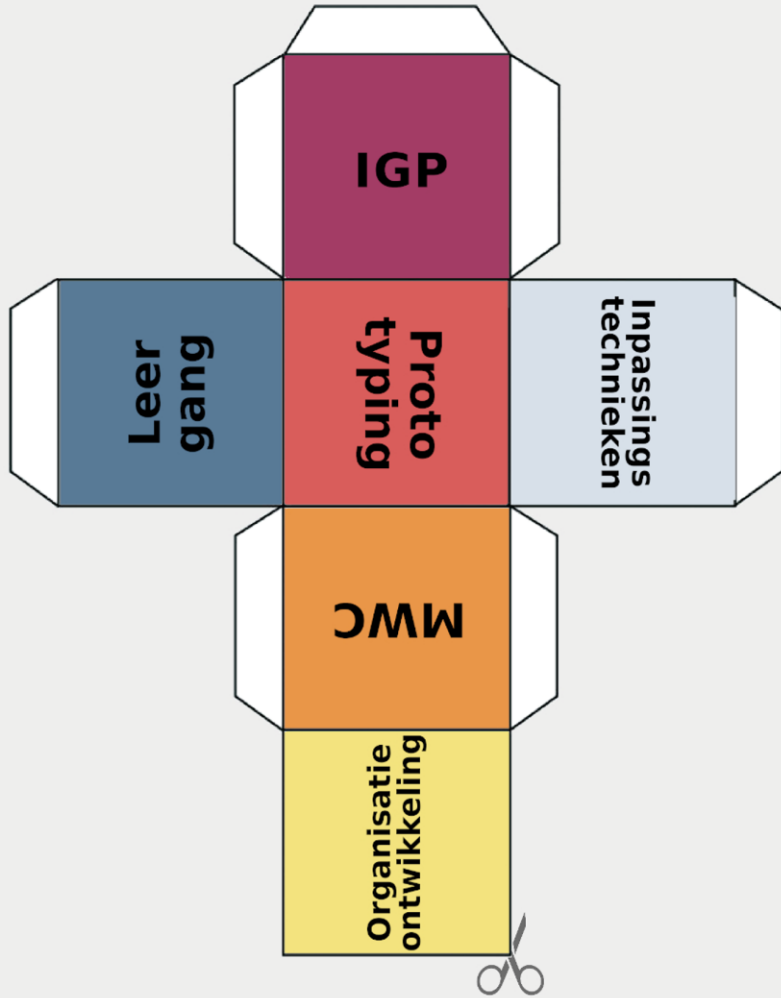 IGP
Leer
gang
Proto
typing
Inpassings
technieken
MWC
Organisatie
ontwikkeling